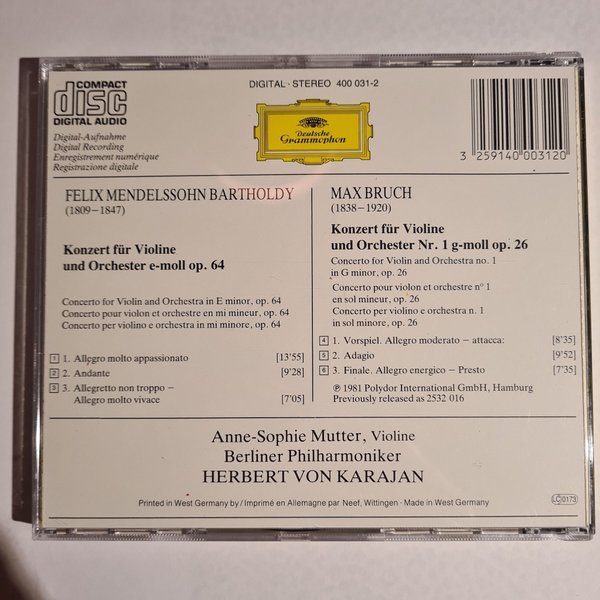 COMPACT
disc
DIGITAL AUDIO
Digital-Aufnahme
Digital Recording
Enregistrement numérique
Registrazione digitale
DIGITAL · STEREO 400 031-2
Deutsche
Grammophon
3 259140 003120
FELIX MENDELSSOHN BARTHOLDY
(1809–1847)
Konzert für Violine
und Orchester e-moll op. 64
Concerto for Violin and Orchestra in E minor, op. 64
Concerto pour violon et orchestre en mi mineur, op. 64
Concerto per violino e orchestra in mi minore, op. 64
1 1. Allegro molto appassionato [13'55]
2 2. Andante [9'28]
3 3. Allegretto non troppo –
Allegro molto vivace [7'05]
MAX BRUCH
(1838–1920)
Konzert für Violine
und Orchester Nr. 1 g-moll op. 26
Concerto for Violin and Orchestra no. 1
in G minor, op. 26
Concerto pour violon et orchestre n° 1
en sol mineur, op. 26
Concerto per violino e orchestra n. 1
in sol minore, op. 26
4 1. Vorspiel. Allegro moderato – attacca: [8'35]
5 2. Adagio [9'52]
6 3. Finale. Allegro energico – Presto [7'35]
℗ 1981 Polydor International GmbH, Hamburg
Previously released as 2532 016
Anne-Sophie Mutter, Violine
Berliner Philharmoniker
HERBERT VON KARAJAN
Printed in West Germany by / Imprimé en Allemagne par Neef, Wittingen · Made in West Germany
LC 0173